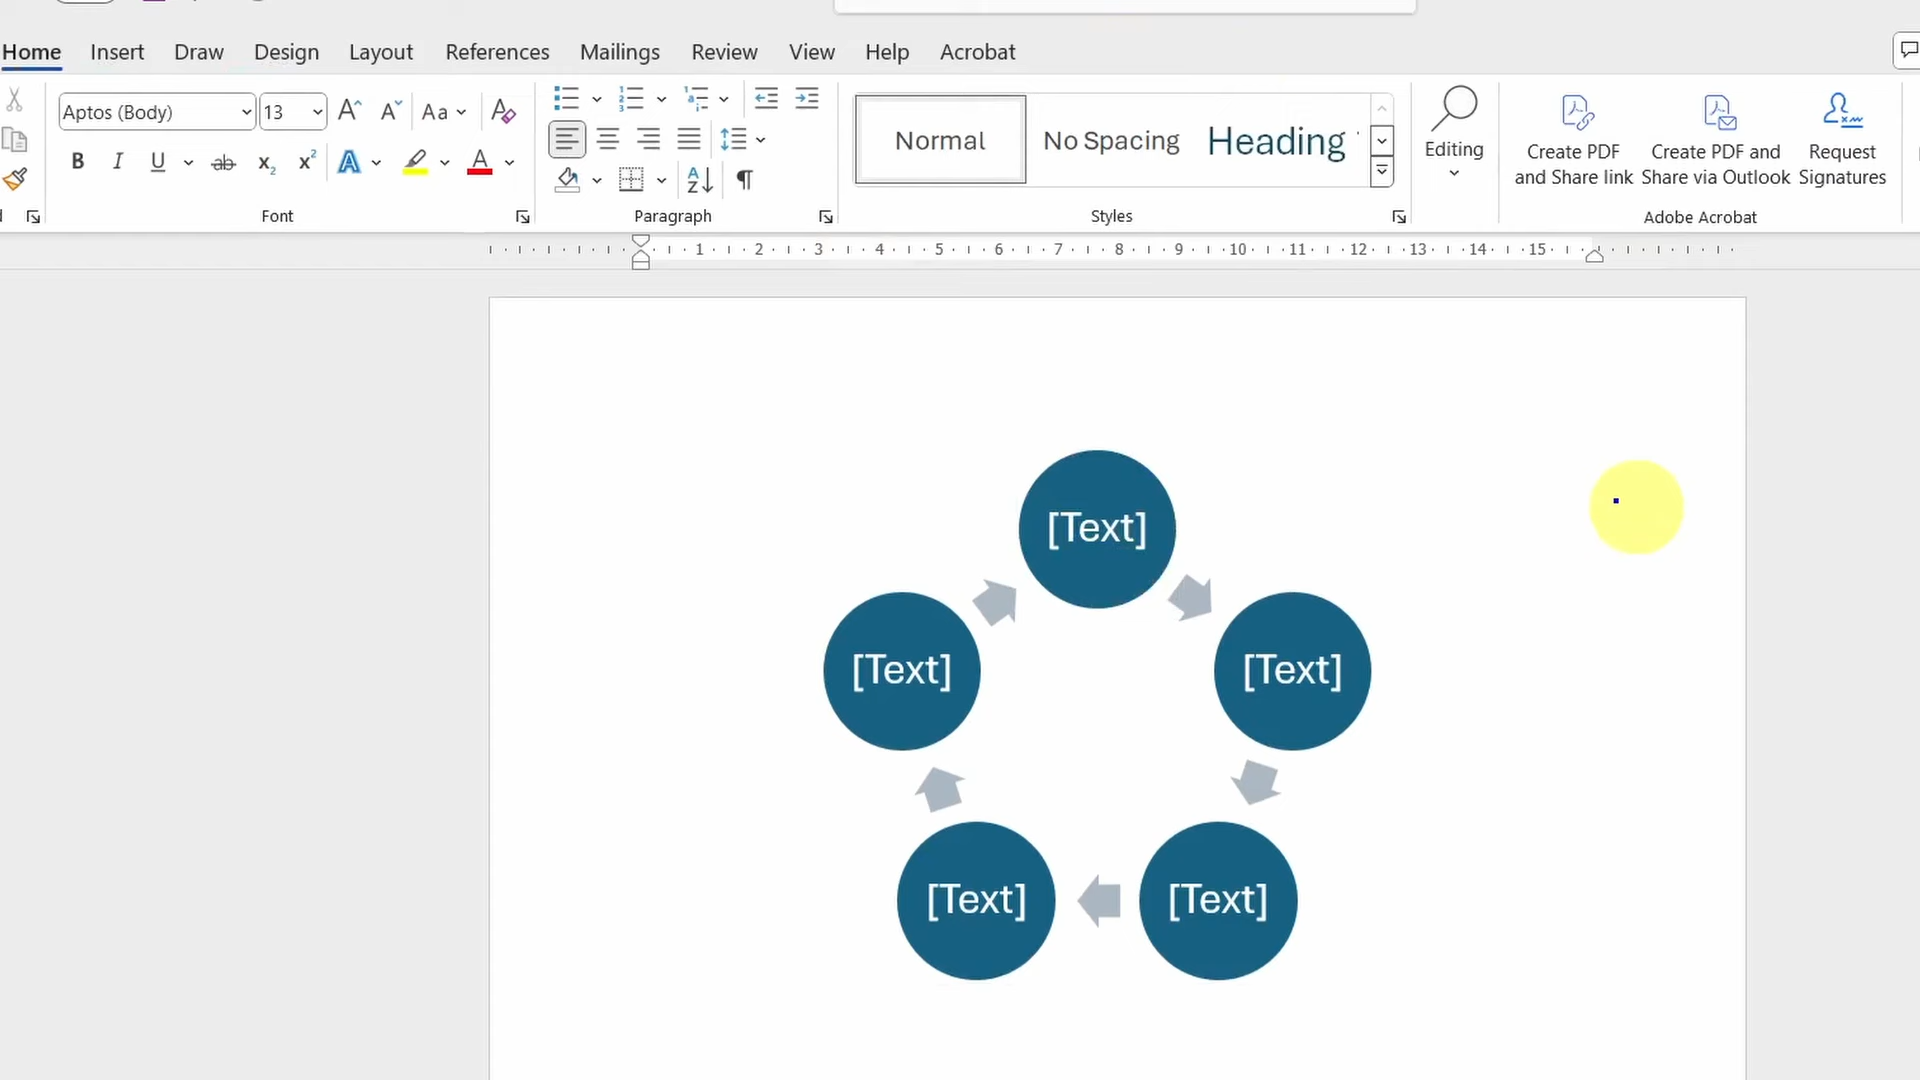 Home Insert Draw Design Layout References Mailings Review View Help Acrobat
Aptos (Body) 13 A A Aa A
B I U ab x2 x2 A A
Normal No Spacing Heading
Editing
Create PDF and Share link
Create PDF and Share via Outlook
Request Signatures
Font Paragraph Styles Adobe Acrobat
1 2 3 4 5 6 7 8 9 10 11 12 13 14 15
[Text]
[Text] [Text]
[Text] [Text]